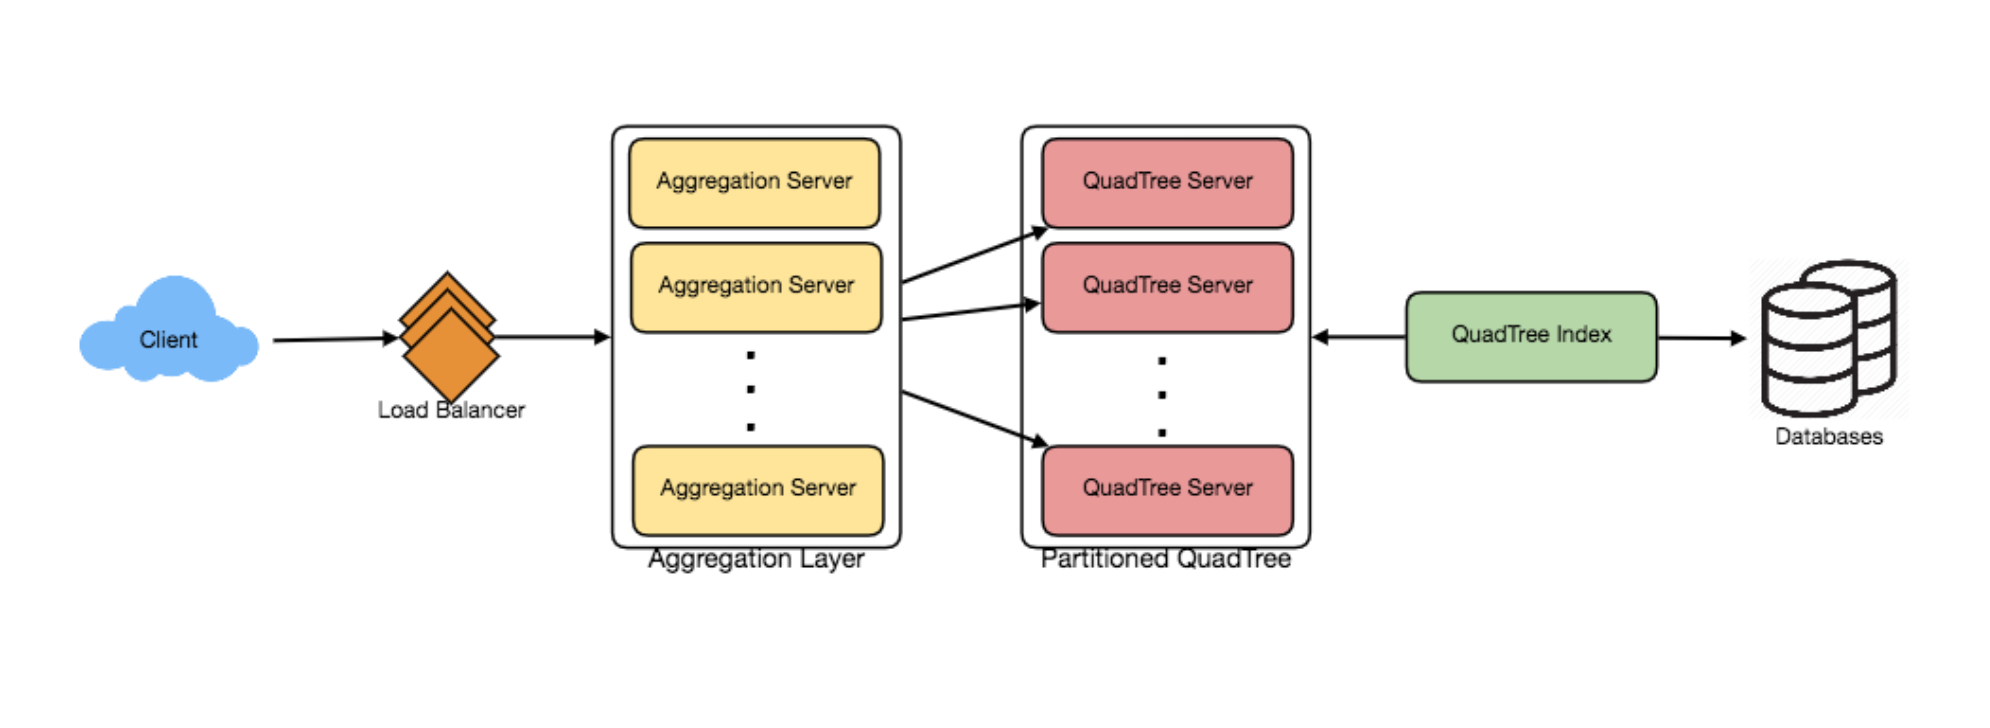 Client
Load Balancer
Aggregation Server
Aggregation Server
Aggregation Server
Aggregation Layer
QuadTree Server
QuadTree Server
QuadTree Server
Partitioned QuadTree
QuadTree Index
Databases